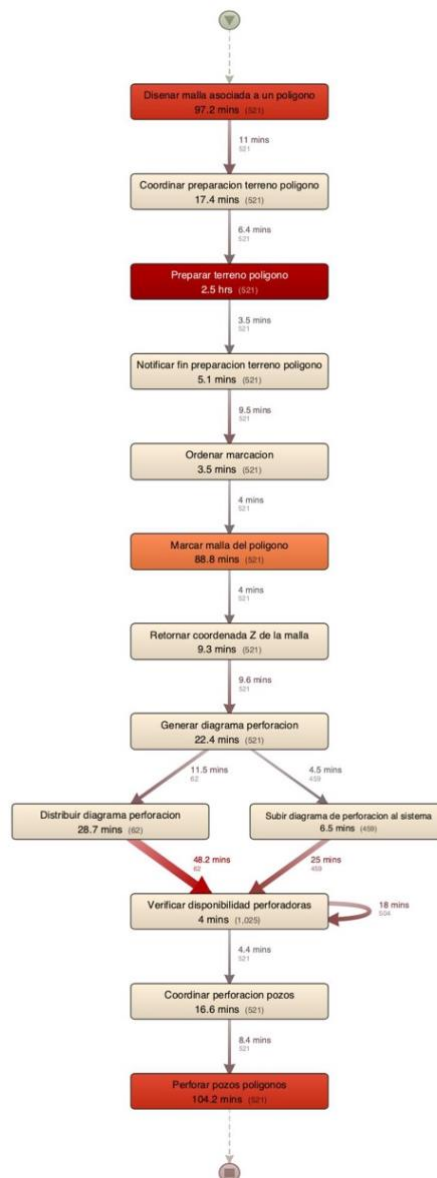 Disenar malla asociada a un poligono
97.2 mins (521)
11 mins
521
Coordinar preparacion terreno poligono
17.4 mins (521)
6.4 mins
521
Preparar terreno poligono
2.5 hrs (521)
3.5 mins
521
Notificar fin preparacion terreno poligono
5.1 mins (521)
9.5 mins
521
Ordenar marcacion
3.5 mins (521)
4 mins
521
Marcar malla del poligono
88.8 mins (521)
4 mins
521
Retornar coordenada Z de la malla
9.3 mins (521)
9.6 mins
521
Generar diagrama perforacion
22.4 mins (521)
11.5 mins
62
4.5 mins
459
Distribuir diagrama perforacion
28.7 mins (62)
Subir diagrama de perforacion al sistema
6.5 mins (459)
48.2 mins
62
25 mins
459
Verificar disponibilidad perforadoras
4 mins (1,025)
18 mins
504
4.4 mins
521
Coordinar perforacion pozos
16.6 mins (521)
8.4 mins
521
Perforar pozos poligonos
104.2 mins (521)